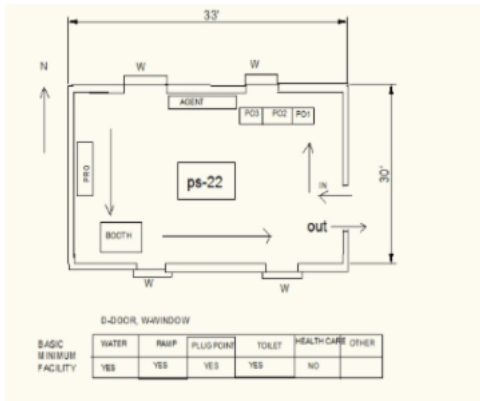 33'
N
W
W
AGENT
PO3 PO2 PO1
PRO
ps-22
IN
30'
out
BOOTH
W
W
D-DOOR, W-WINDOW
BASIC MINIMUM FACILITY
WATER RAMP PLUG POINT TOILET HEALTH CARE OTHER
YES YES YES YES NO